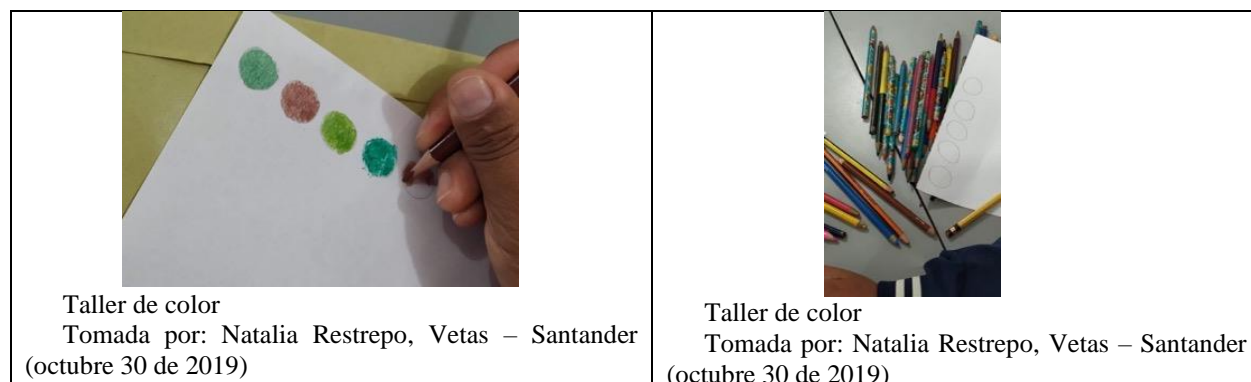 Taller de color
Tomada por: Natalia Restrepo, Vetas – Santander
(octubre 30 de 2019)
Taller de color
Tomada por: Natalia Restrepo, Vetas – Santander
(octubre 30 de 2019)